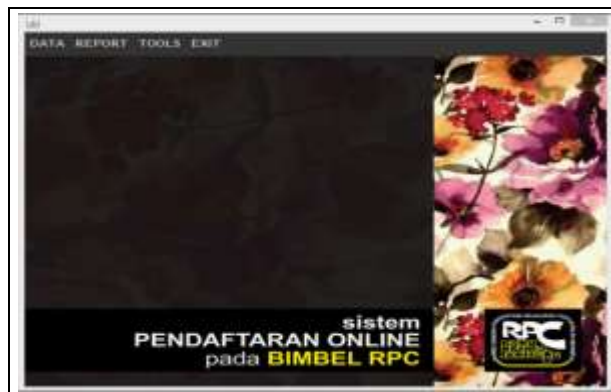 DATA REPORT TOOLS EXIT
sistem
PENDAFTARAN ONLINE
pada BIMBEL RPC
RPC